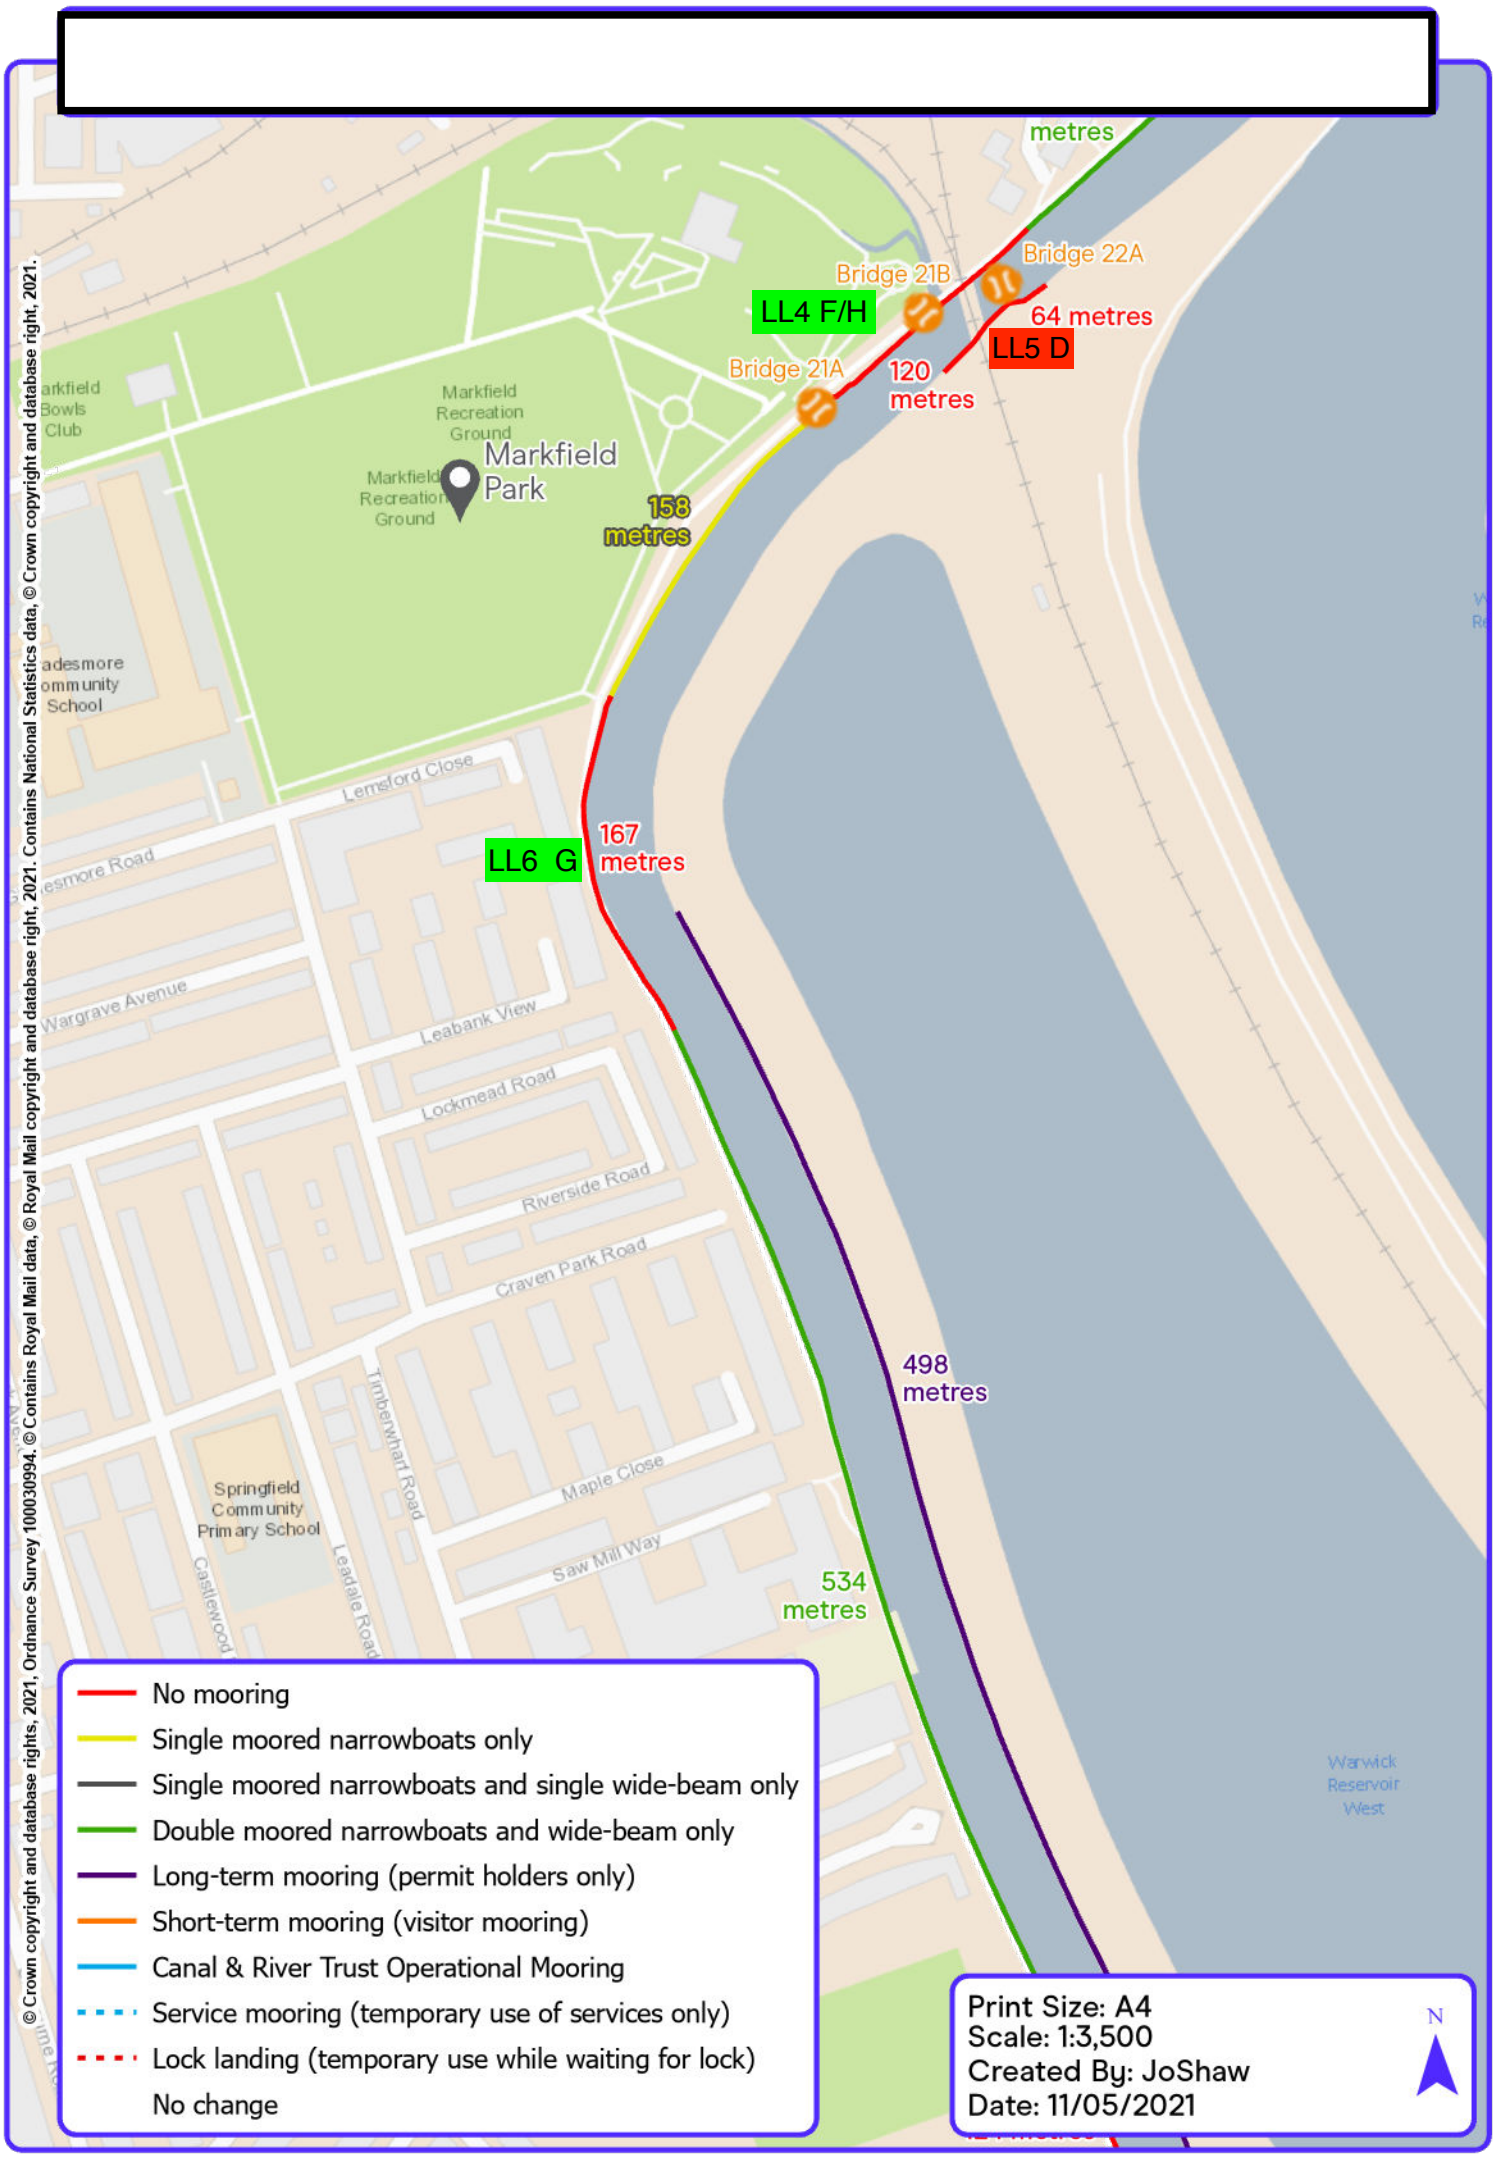 metres
Bridge 22A
Bridge 21B
LL4 F/H
64 metres
LL5 D
Bridge 21A
120
metres
arkfield
Bowls
Club
Markfield
Recreation
Ground
Markfield
Park
Markfield
Recreation
Ground
158
metres
adesmore
ommunity
School
Lemsford Close
167
metres
LL6 G
esmore Road
Wargrave Avenue
Leabank View
Lockmead Road
Riverside Road
Craven Park Road
498
metres
Timberwharf Road
Maple Close
Springfield
Community
Primary School
Saw Mill Way
Castlewood
Leadale Road
534
metres
Warwick
Reservoir
West
No mooring
Single moored narrowboats only
Single moored narrowboats and single wide-beam only
Double moored narrowboats and wide-beam only
Long-term mooring (permit holders only)
Short-term mooring (visitor mooring)
Canal & River Trust Operational Mooring
Service mooring (temporary use of services only)
Lock landing (temporary use while waiting for lock)
No change
Print Size: A4
Scale: 1:3,500
Created By: JoShaw
Date: 11/05/2021
N
© Crown copyright and database rights, 2021, Ordnance Survey 100030994. © Contains Royal Mail data, © Royal Mail copyright and database right, 2021. Contains National Statistics data, © Crown copyright and database right, 2021.